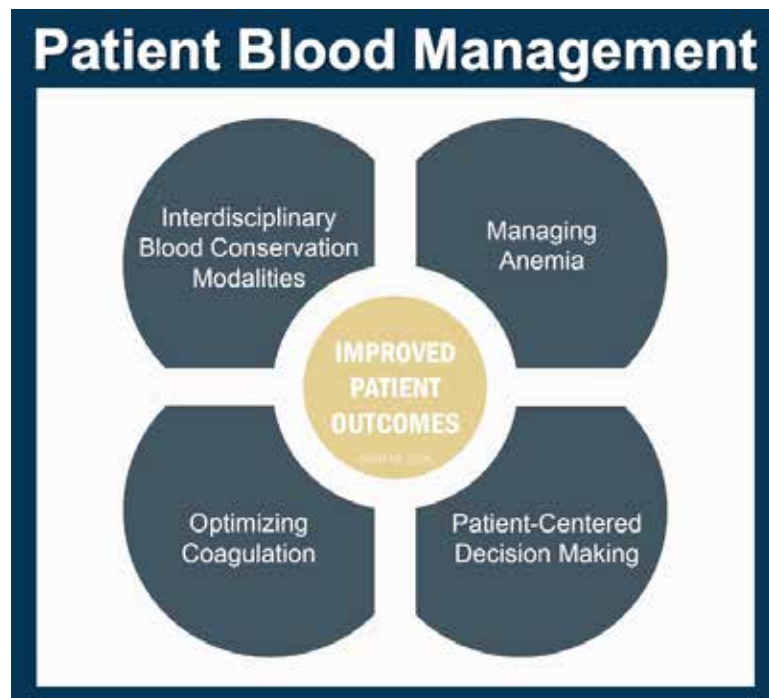 Patient Blood Management
Interdisciplinary
Blood Conservation
Modalities
Managing
Anemia
IMPROVED
PATIENT
OUTCOMES
Optimizing
Coagulation
Patient-Centered
Decision Making